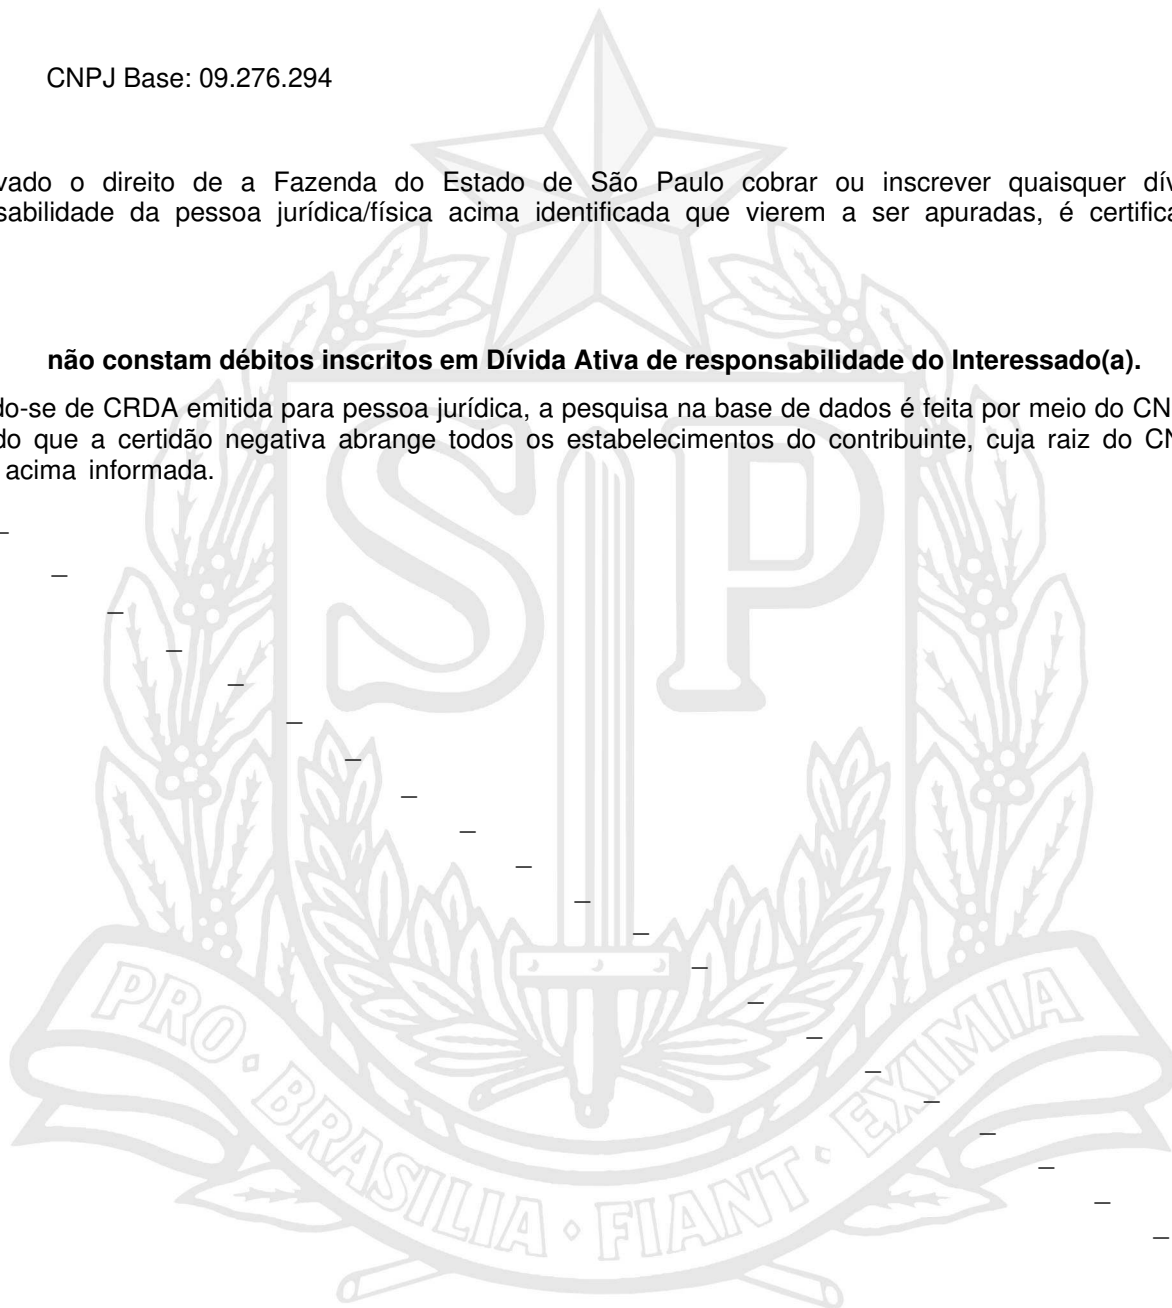 CNPJ Base: 09.276.294
vado o direito de a Fazenda do Estado de São Paulo cobrar ou inscrever quaisquer dív
sabilidade da pessoa jurídica/física acima identificada que vierem a ser apuradas, é certifica
não constam débitos inscritos em Dívida Ativa de responsabilidade do Interessado(a).
do-se de CRDA emitida para pessoa jurídica, a pesquisa na base de dados é feita por meio do CN
do que a certidão negativa abrange todos os estabelecimentos do contribuinte, cuja raiz do CN
acima informada.
SP
PRO • BRASILIA • FIANT • EXIMIA